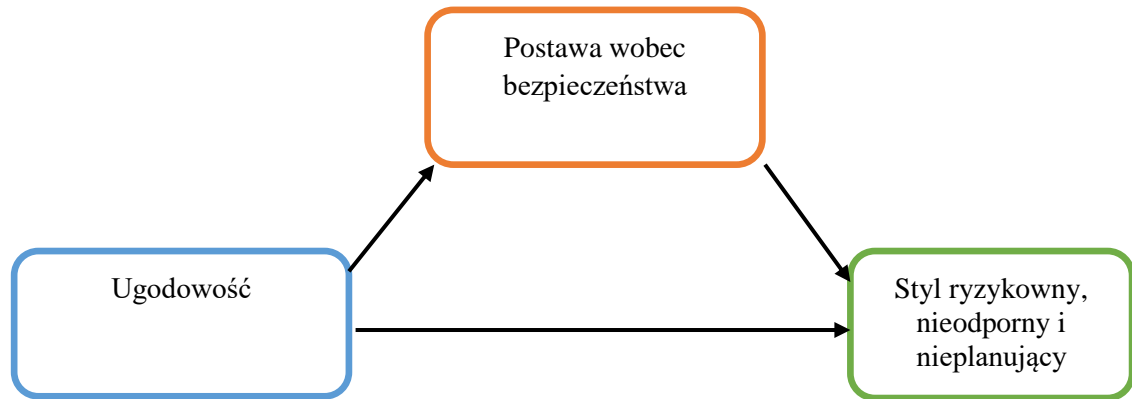 Postawa wobec
bezpieczeństwa
Ugodowość
Styl ryzykowny,
nieodporny i
nieplanujący